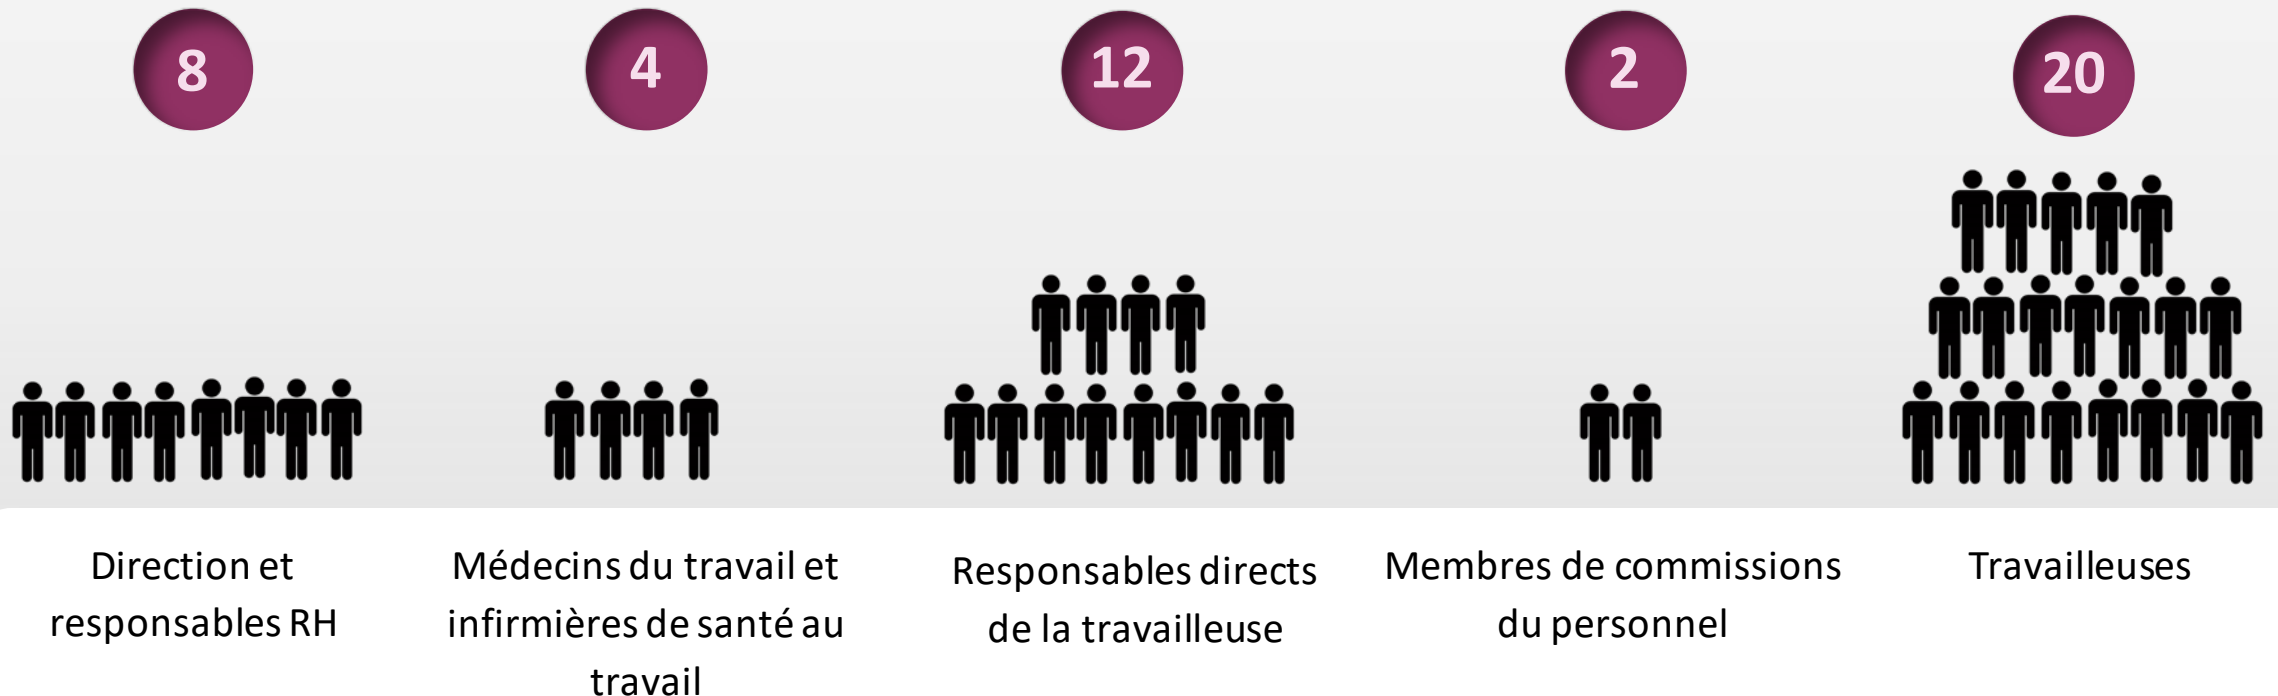 8
4
12
2
20
Direction et
responsables RH
Médecins du travail et
infirmières de santé au
travail
Responsables directs
de la travailleuse
Membres de commissions
du personnel
Travailleuses